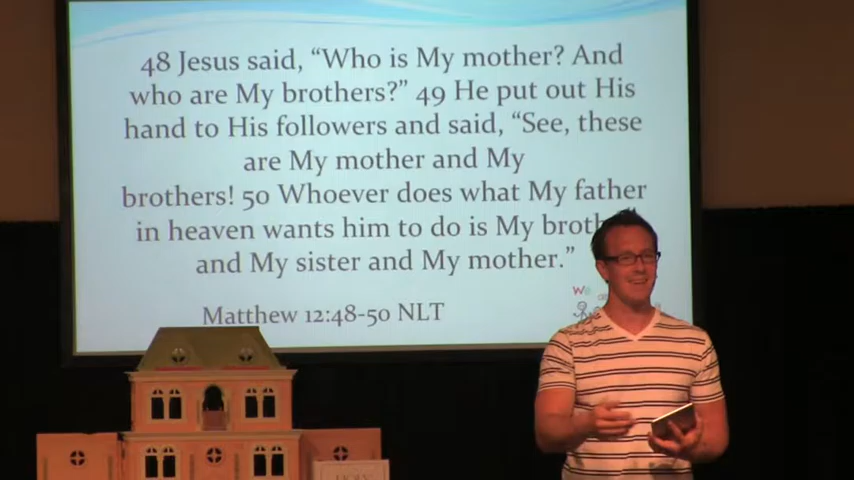 48 Jesus said, “Who is My mother? And
who are My brothers?” 49 He put out His
hand to His followers and said, “See, these
are My mother and My
brothers! 50 Whoever does what My father
in heaven wants him to do is My
and My sister and My mother.”
Matthew 12:48-50 NLT
We
HOLY